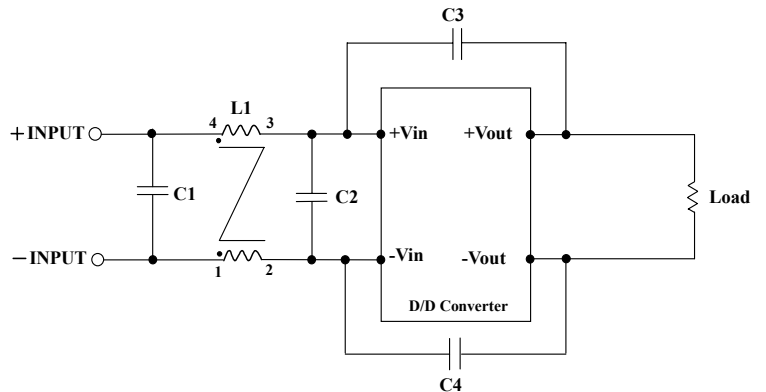 C3
L1
4 3
+INPUT
+Vin
+Vout
C1
C2
Load
−INPUT
-Vin
-Vout
1 2
D/D Converter
C4